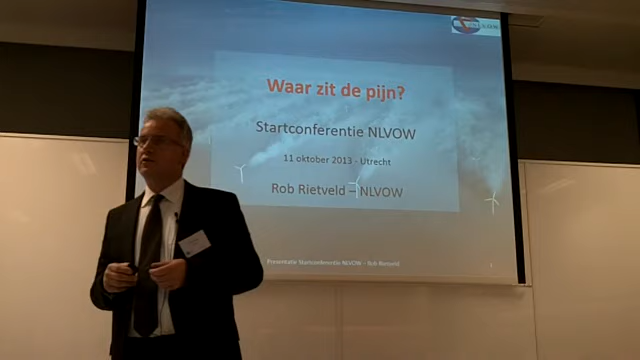 Waar zit de pijn?
Startconferentie NLVOW
11 oktober 2013 - Utrecht
Rob Rietveld – NLVOW
Presentatie Startconferentie NLVOW – Rob Rietveld